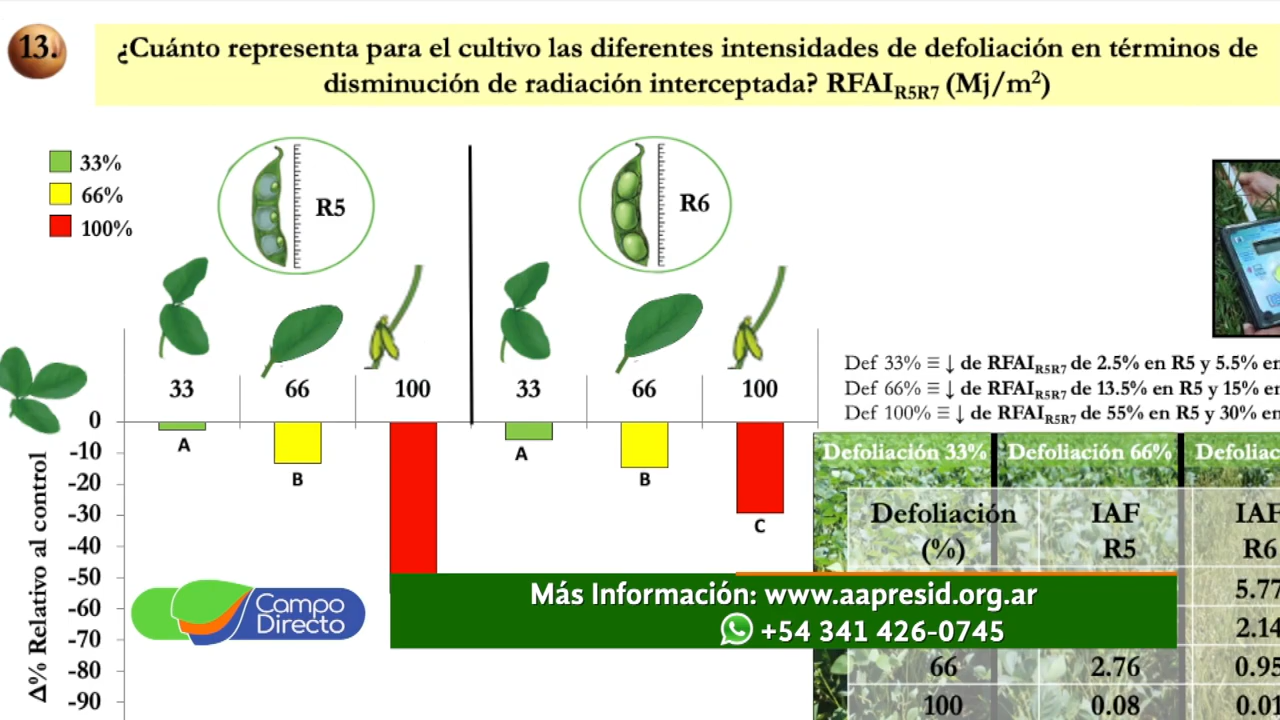 13.
¿Cuánto representa para el cultivo las diferentes intensidades de defoliación en términos de
disminución de radiación interceptada? RFAIR5R7 (Mj/m²)
33%
66%
100%
R5
R6
33 66 100 33 66 100
Def 33% ≡ ↓ de RFAIR5R7 de 2.5% en R5 y 5.5% en
Def 66% ≡ ↓ de RFAIR5R7 de 13.5% en R5 y 15% en
Def 100% ≡ ↓ de RFAIR5R7 de 55% en R5 y 30% en
0
-10
-20
-30
-40
-50
-60
-70
-80
-90
Δ% Relativo al control
A
B
A
B
C
Defoliación 33% Defoliación 66% Defoliac
Defoliación IAF IAF
(%) R5 R6
5.77
2.14
66 2.76 0.95
100 0.08 0.01
Campo
Directo
Más Información: www.aapresid.org.ar
+54 341 426-0745